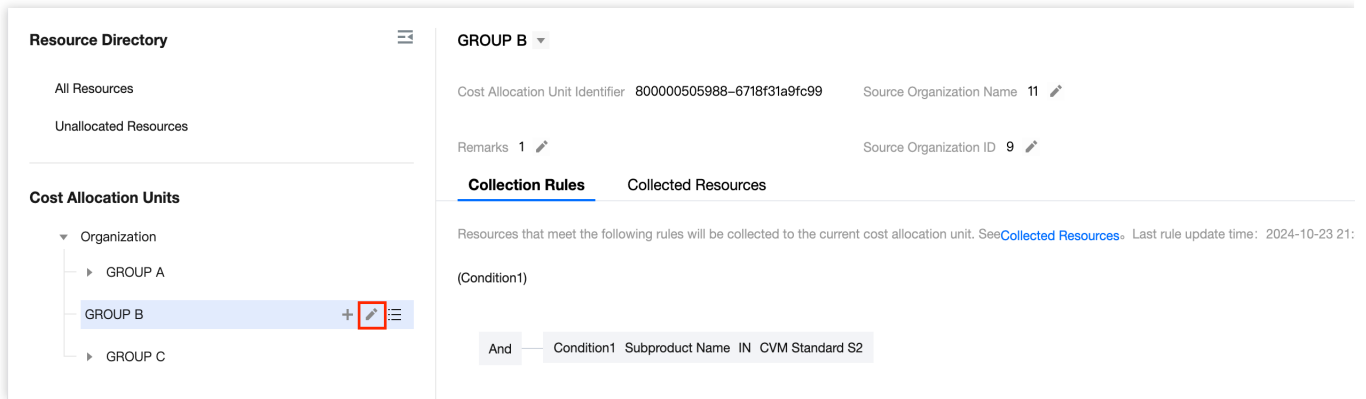 Resource Directory
All Resources
Unallocated Resources
Cost Allocation Units
Organization
GROUP A
GROUP B
GROUP C
GROUP B
Cost Allocation Unit Identifier 800000505988-6718f31a9fc99 Source Organization Name 11
Remarks 1 Source Organization ID 9
Collection Rules Collected Resources
Resources that meet the following rules will be collected to the current cost allocation unit. SeeCollected Resources。Last rule update time：2024-10-23 21:
(Condition1)
And Condition1 Subproduct Name IN CVM Standard S2